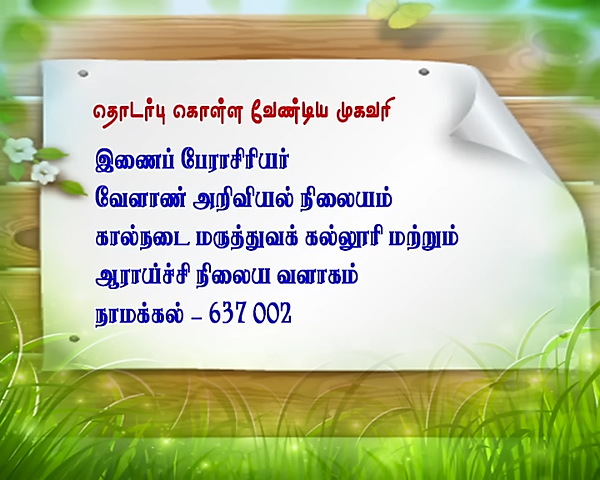 தொடர்பு கொள்ள வேண்டிய முகவரி
இணைப் பேராசிரியர்
வேளாண் அறிவியல் நிலையம்
கால்நடை மருத்துவக் கல்லூரி மற்றும்
ஆராய்ச்சி நிலைய வளாகம்
நாமக்கல் – 637 002